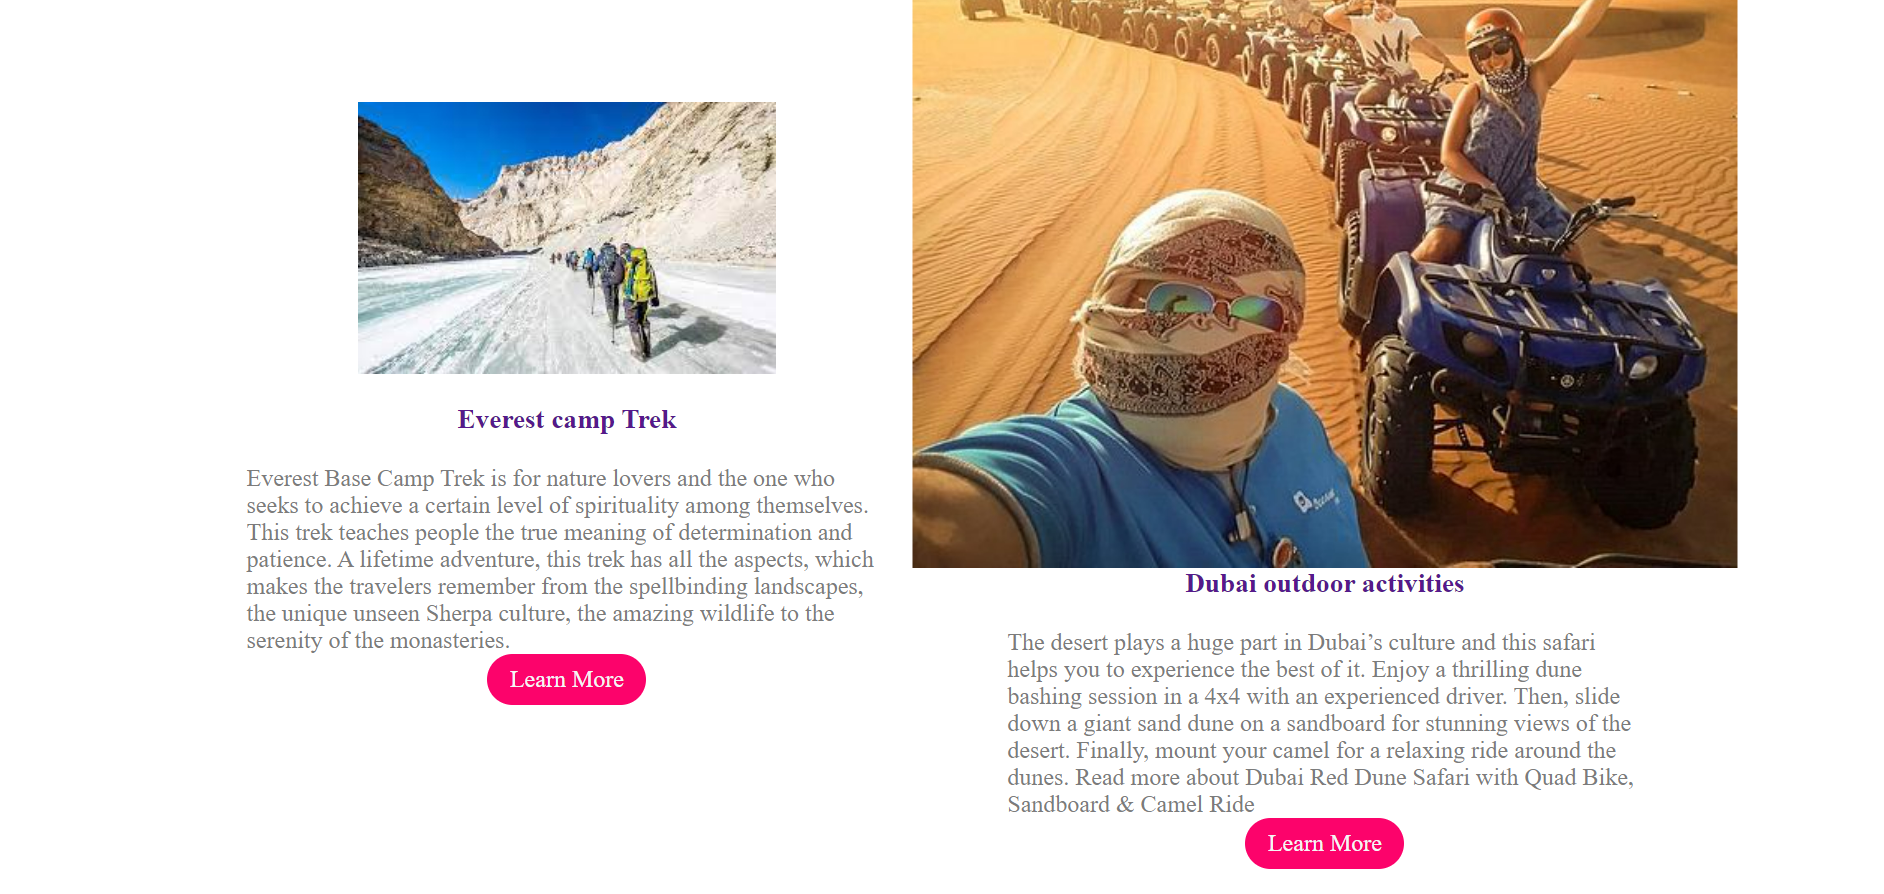 Everest camp Trek
Everest Base Camp Trek is for nature lovers and the one who
seeks to achieve a certain level of spirituality among themselves.
This trek teaches people the true meaning of determination and
patience. A lifetime adventure, this trek has all the aspects, which
makes the travelers remember from the spellbinding landscapes,
the unique unseen Sherpa culture, the amazing wildlife to the
serenity of the monasteries.
Learn More
Dubai outdoor activities
The desert plays a huge part in Dubai’s culture and this safari
helps you to experience the best of it. Enjoy a thrilling dune
bashing session in a 4x4 with an experienced driver. Then, slide
down a giant sand dune on a sandboard for stunning views of the
desert. Finally, mount your camel for a relaxing ride around the
dunes. Read more about Dubai Red Dune Safari with Quad Bike,
Sandboard & Camel Ride
Learn More